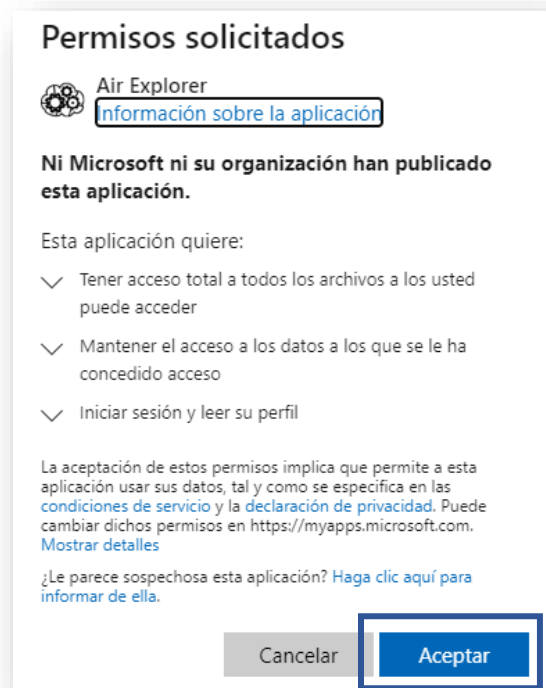 Permisos solicitados
Air Explorer
Información sobre la aplicación
Ni Microsoft ni su organización han publicado
esta aplicación.
Esta aplicación quiere:
Tener acceso total a todos los archivos a los usted
puede acceder
Mantener el acceso a los datos a los que se le ha
concedido acceso
Iniciar sesión y leer su perfil
La aceptación de estos permisos implica que permite a esta
aplicación usar sus datos, tal y como se especifica en las
condiciones de servicio y la declaración de privacidad. Puede
cambiar dichos permisos en https://myapps.microsoft.com.
Mostrar detalles
¿Le parece sospechosa esta aplicación? Haga clic aquí para
informar de ella.
Cancelar Aceptar